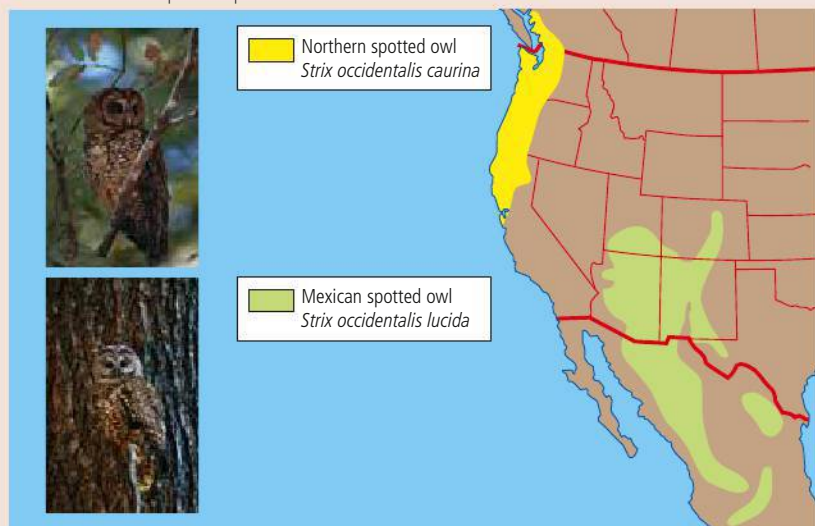 Northern spotted owl
Strix occidentalis caurina
Mexican spotted owl
Strix occidentalis lucida